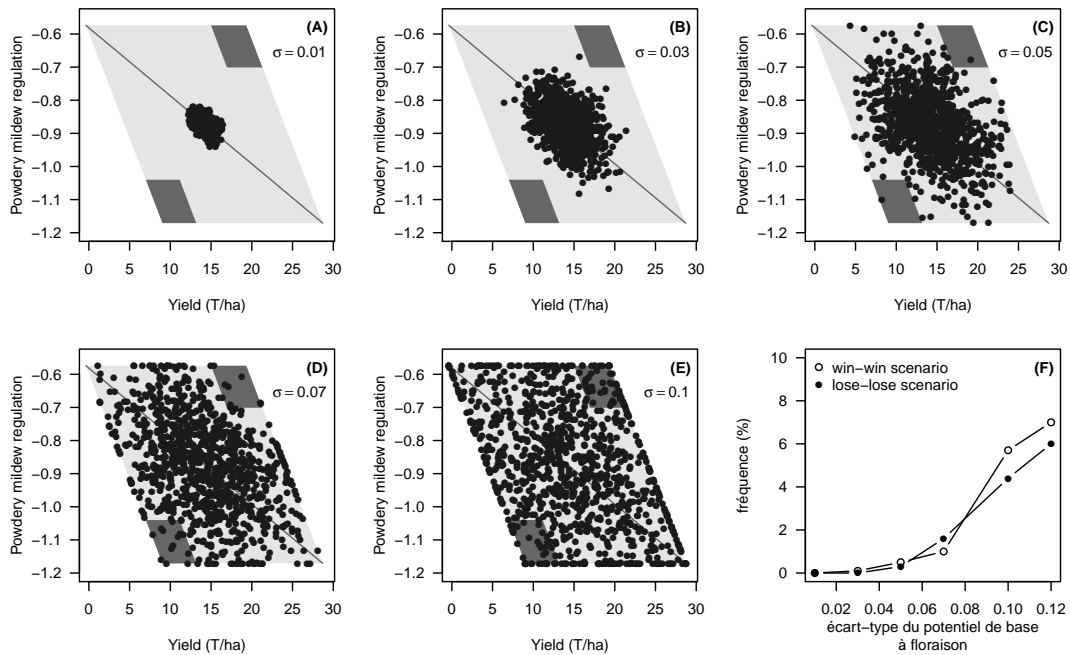 (A)
σ = 0.01
Powdery mildew regulation
−0.6
−0.7
−0.8
−0.9
−1.0
−1.1
−1.2
0 5 10 15 20 25 30
Yield (T/ha)
(B)
σ = 0.03
Powdery mildew regulation
−0.6
−0.7
−0.8
−0.9
−1.0
−1.1
−1.2
0 5 10 15 20 25 30
Yield (T/ha)
(C)
σ = 0.05
Powdery mildew regulation
−0.6
−0.7
−0.8
−0.9
−1.0
−1.1
−1.2
0 5 10 15 20 25 30
Yield (T/ha)
(D)
σ = 0.07
Powdery mildew regulation
−0.6
−0.7
−0.8
−0.9
−1.0
−1.1
−1.2
0 5 10 15 20 25 30
Yield (T/ha)
(E)
σ = 0.1
Powdery mildew regulation
−0.6
−0.7
−0.8
−0.9
−1.0
−1.1
−1.2
0 5 10 15 20 25 30
Yield (T/ha)
(F)
win−win scenario
lose−lose scenario
fréquence (%)
10
8
6
4
2
0
0.02 0.04 0.06 0.08 0.10 0.12
écart−type du potentiel de base
à floraison